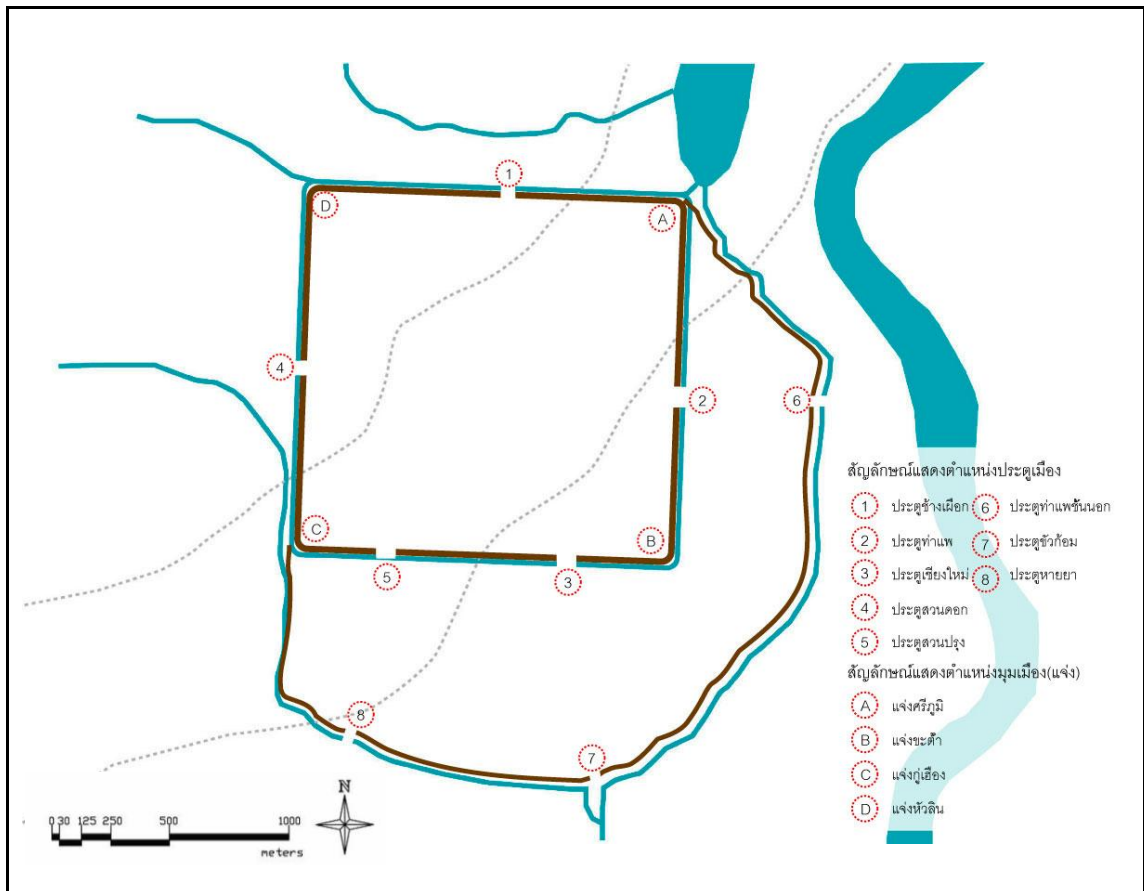 1
D
A
4
2
6
C
B
5
3
8
7
สัญลักษณ์แสดงตำแหน่งประตูเมือง
1 ประตูช้างเผือก 6 ประตูท่าแพชั้นนอก
2 ประตูท่าแพ 7 ประตูขัวก้อม
3 ประตูเชียงใหม่ 8 ประตูหายยา
4 ประตูสวนดอก
5 ประตูสวนปรุง
สัญลักษณ์แสดงตำแหน่งมุมเมือง(แจ่ง)
A แจ่งศรีภูมิ
B แจ่งขะต๊ำ
C แจ่งกู่เฮือง
D แจ่งหัวลิน
N
0 30 125 250 500 1000
meters